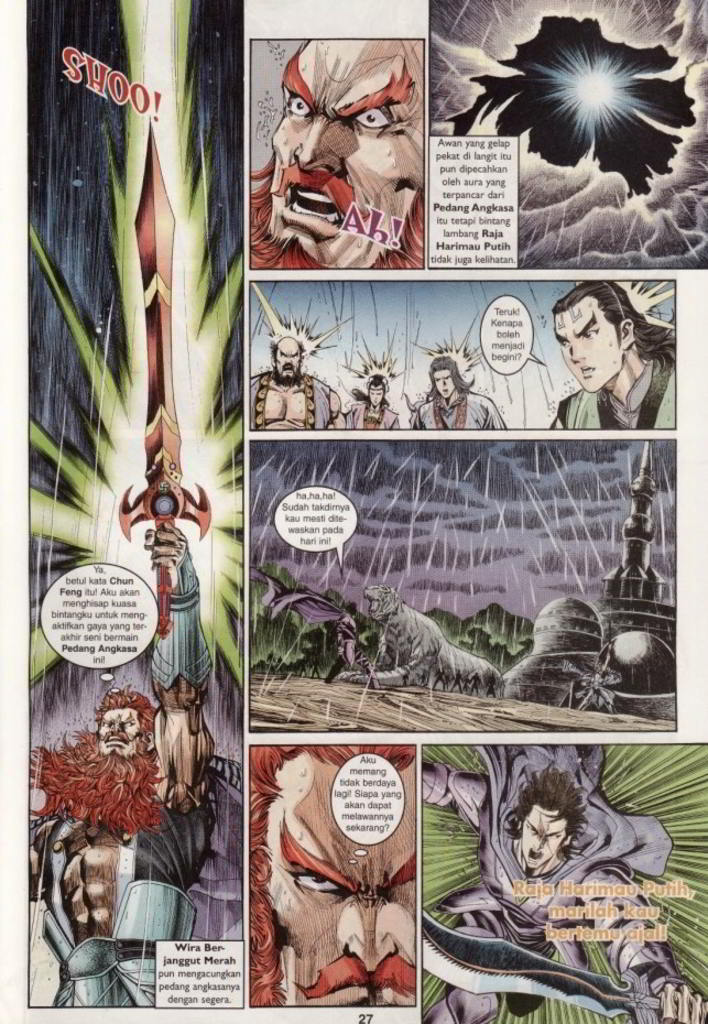 SHOO!
Ya,
betul kata Chun
Feng itu! Aku akan
menghisap kuasa
bintangku untuk meng-
aktifkan gaya yang ter-
akhir seni bermain
Pedang Angkasa
ini!
Wira Ber-
janggut Merah
pun mengacungkan
pedang angkasanya
dengan segera.
Ah!
Awan yang gelap
pekat di langit itu
pun dipecahkan
oleh aura yang
terpancar dari
Pedang Angkasa
itu tetapi bintang
lambang Raja
Harimau Putih
tidak juga kelihatan.
Teruk!
Kenapa
boleh
menjadi
begini?
ha,ha,ha!
Sudah takdirnya
kau mesti dite-
waskan pada
hari ini!
Aku
memang
tidak berdaya
lagi! Siapa yang
akan dapat
melawannya
sekarang?
Raja Harimau Putih,
marilah kau
bertemu ajal!
27